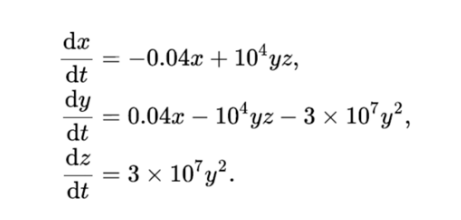 dx/dt = −0.04x + 10⁴yz,
dy/dt = 0.04x − 10⁴yz − 3 × 10⁷y²,
dz/dt = 3 × 10⁷y².